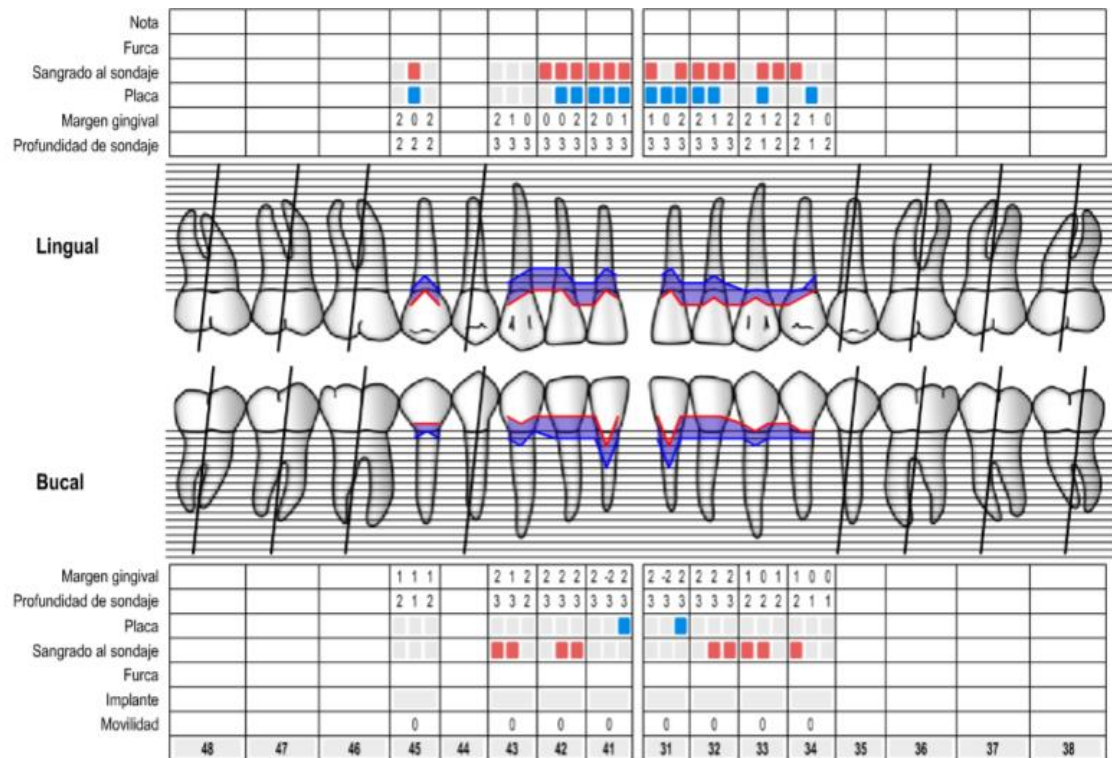 Nota
Furca
Sangrado al sondaje
Placa
Margen gingival 2 0 2 2 1 0 0 0 2 2 0 1 1 0 2 2 1 2 2 1 2 2 1 0
Profundidad de sondaje 2 2 2 3 3 3 3 3 3 3 3 3 3 3 3 3 3 3 2 1 2 2 1 2
Lingual
Bucal
Margen gingival 1 1 1 2 1 2 2 2 2 2 -2 2 2 -2 2 2 2 2 1 0 1 1 0 0
Profundidad de sondaje 2 1 2 3 3 2 3 3 3 3 3 3 3 3 3 3 3 3 2 2 2 2 1 1
Placa
Sangrado al sondaje
Furca
Implante
Movilidad 0 0 0 0 0 0 0 0
48 47 46 45 44 43 42 41 31 32 33 34 35 36 37 38